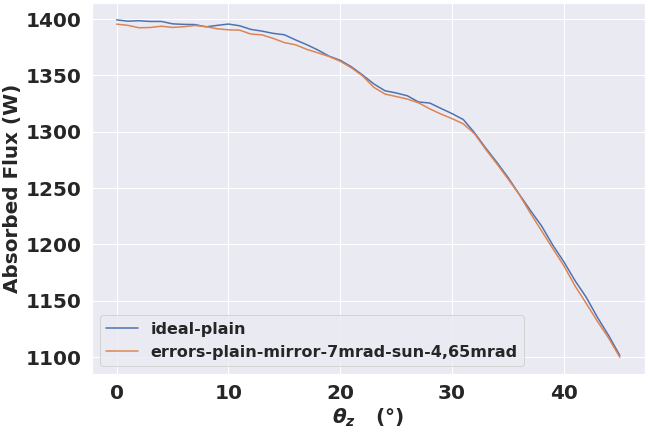 1400
1350
1300
1250
1200
1150
1100
Absorbed Flux (W)
ideal-plain
errors-plain-mirror-7mrad-sun-4,65mrad
0 10 20 30 40
θz (°)